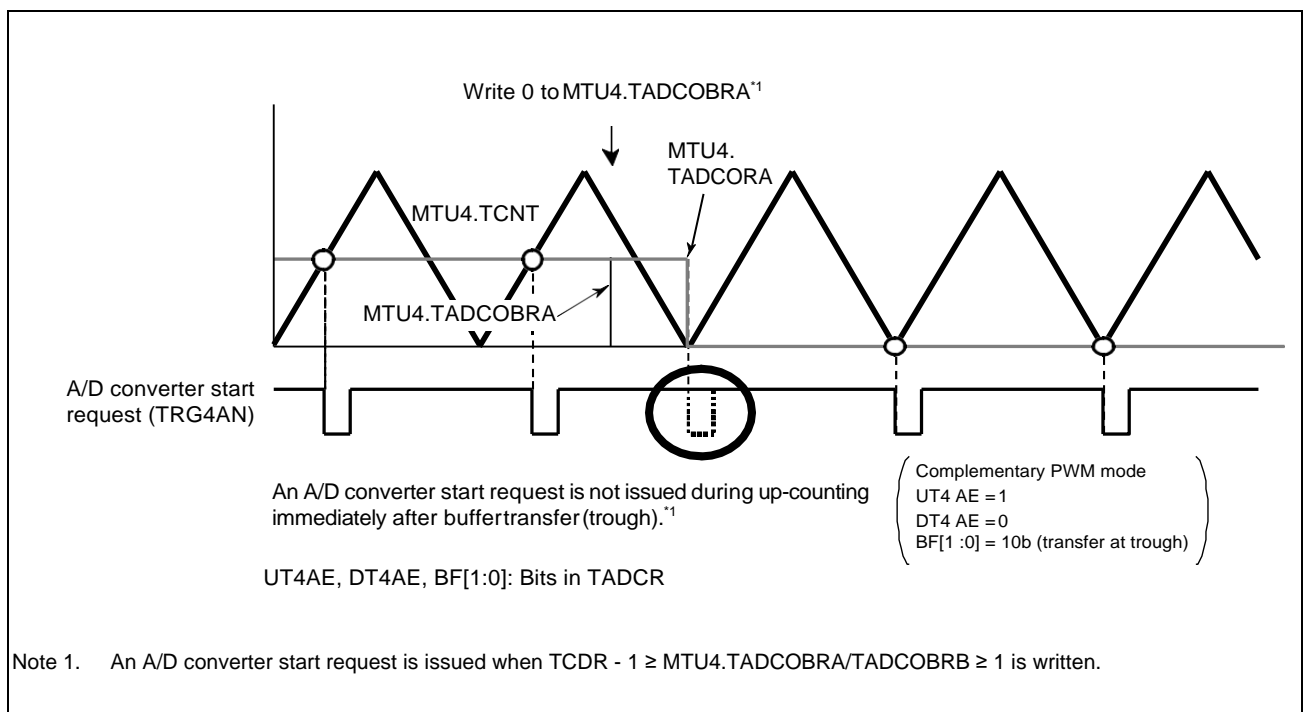 Write 0 to MTU4.TADCOBRA*1
MTU4.
TADCORA
MTU4.TCNT
MTU4.TADCOBRA
A/D converter start
request (TRG4AN)
An A/D converter start request is not issued during up-counting
immediately after buffer transfer (trough).*1
Complementary PWM mode
UT4 AE = 1
DT4 AE = 0
BF[1 :0] = 10b (transfer at trough)
UT4AE, DT4AE, BF[1:0]: Bits in TADCR
Note 1. An A/D converter start request is issued when TCDR - 1 ≥ MTU4.TADCOBRA/TADCOBRB ≥ 1 is written.